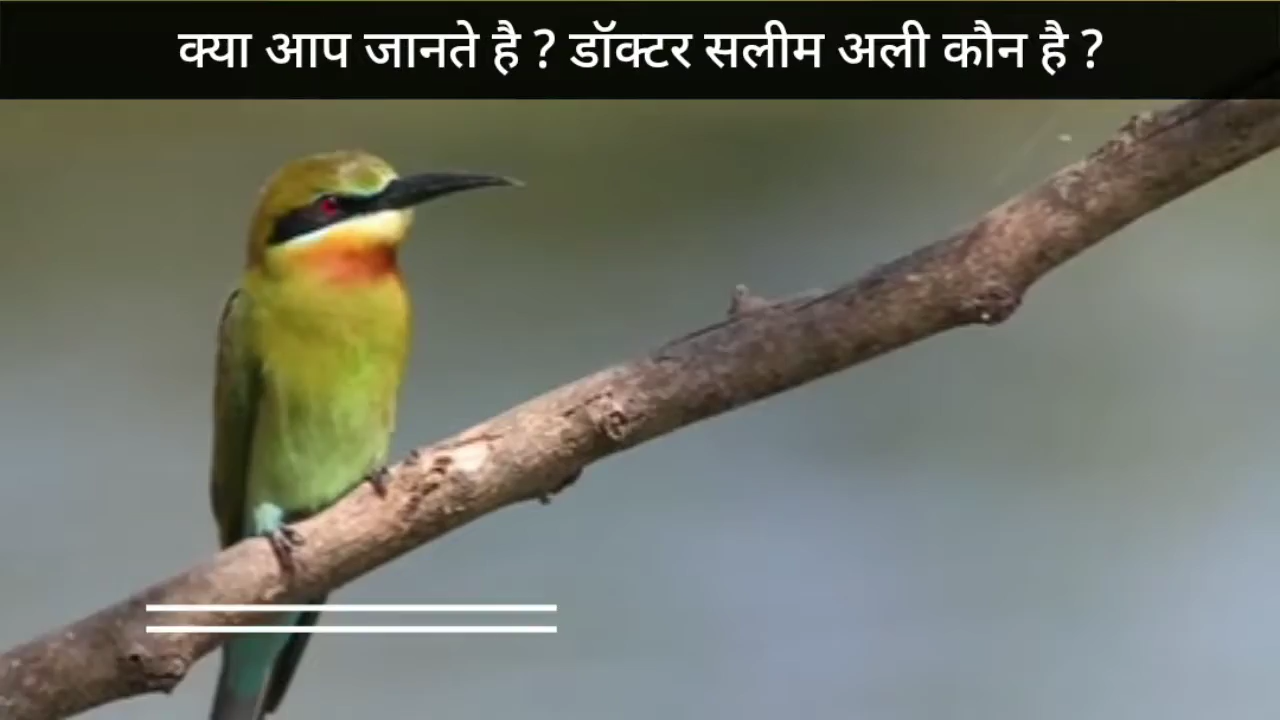 क्या आप जानते है ? डॉक्टर सलीम अली कौन है ?